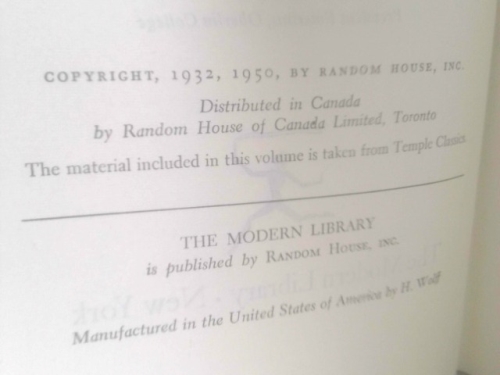 COPYRIGHT, 1932, 1950, BY RANDOM HOUSE, INC.
Distributed in Canada
by Random House of Canada Limited, Toronto
The material included in this volume is taken from Temple Classics
THE MODERN LIBRARY
is published by RANDOM HOUSE, INC.
Manufactured in the United States of America by H. Wolf